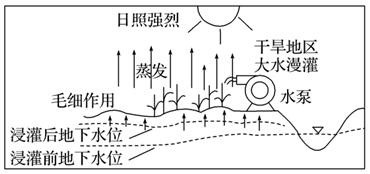 日照强烈
干旱地区
大水漫灌
蒸发
毛细作用
水泵
浸灌后地下水位
浸灌前地下水位